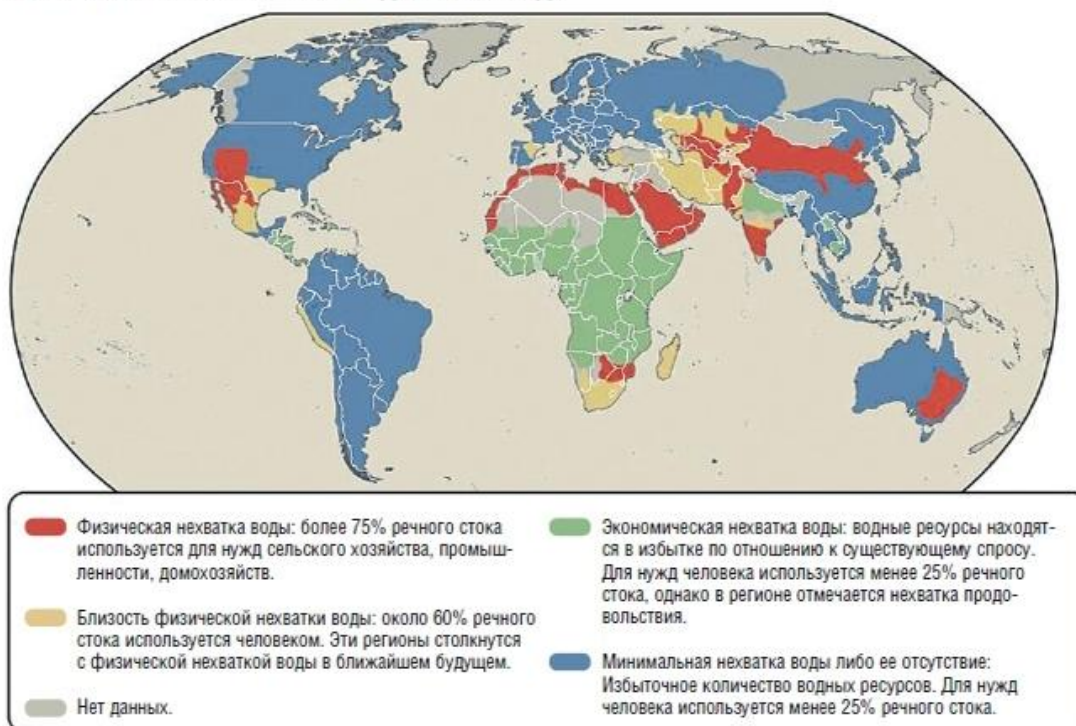 Физическая нехватка воды: более 75% речного стока
используется для нужд сельского хозяйства, промыш-
ленности, домохозяйств.
Близость физической нехватки воды: около 60% речного
стока используется человеком. Эти регионы столкнутся
с физической нехваткой воды в ближайшем будущем.
Нет данных.
Экономическая нехватка воды: водные ресурсы находят-
ся в избытке по отношению к существующему спросу.
Для нужд человека используется менее 25% речного
стока, однако в регионе отмечается нехватка продо-
вольствия.
Минимальная нехватка воды либо ее отсутствие:
Избыточное количество водных ресурсов. Для нужд
человека используется менее 25% речного стока.